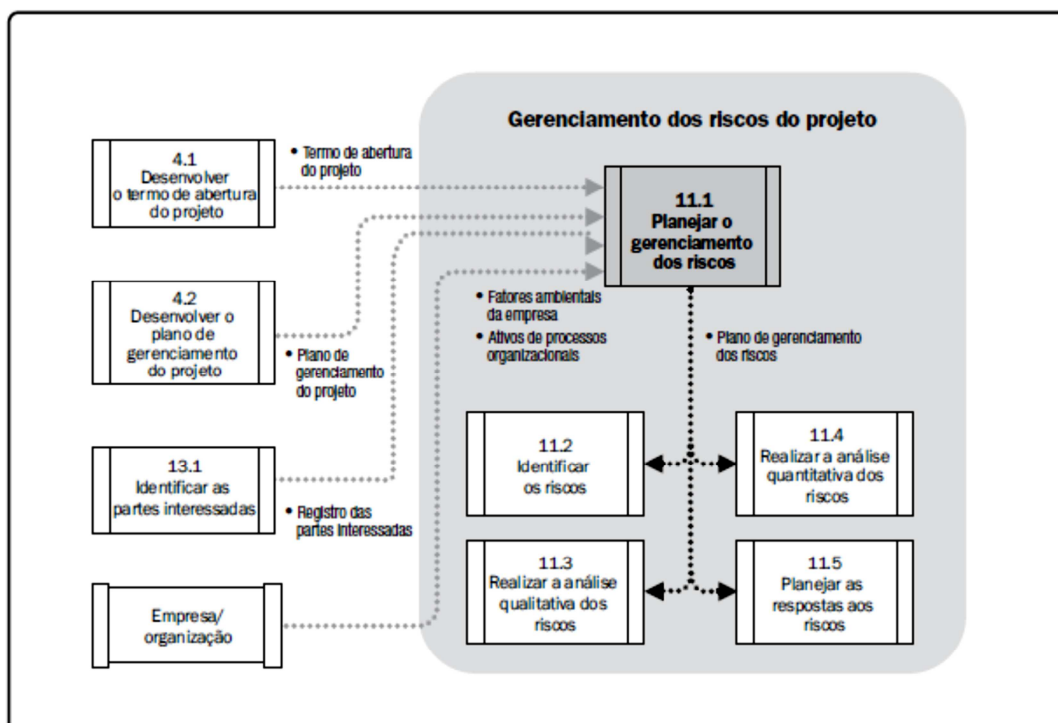 Gerenciamento dos riscos do projeto
4.1
Desenvolver
o termo de abertura
do projeto
• Termo de abertura
do projeto
11.1
Planejar o
gerenciamento
dos riscos
4.2
Desenvolver o
plano de
gerenciamento
do projeto
• Plano de
gerenciamento
do projeto
• Fatores ambientais
da empresa
• Ativos de processos
organizacionais
• Plano de gerenciamento
dos riscos
13.1
Identificar as
partes interessadas
• Registro das
partes interessadas
11.2
Identificar
os riscos
11.4
Realizar a análise
quantitativa dos
riscos
11.3
Realizar a análise
qualitativa dos
riscos
11.5
Planejar as
respostas aos
riscos
Empresa/
organização